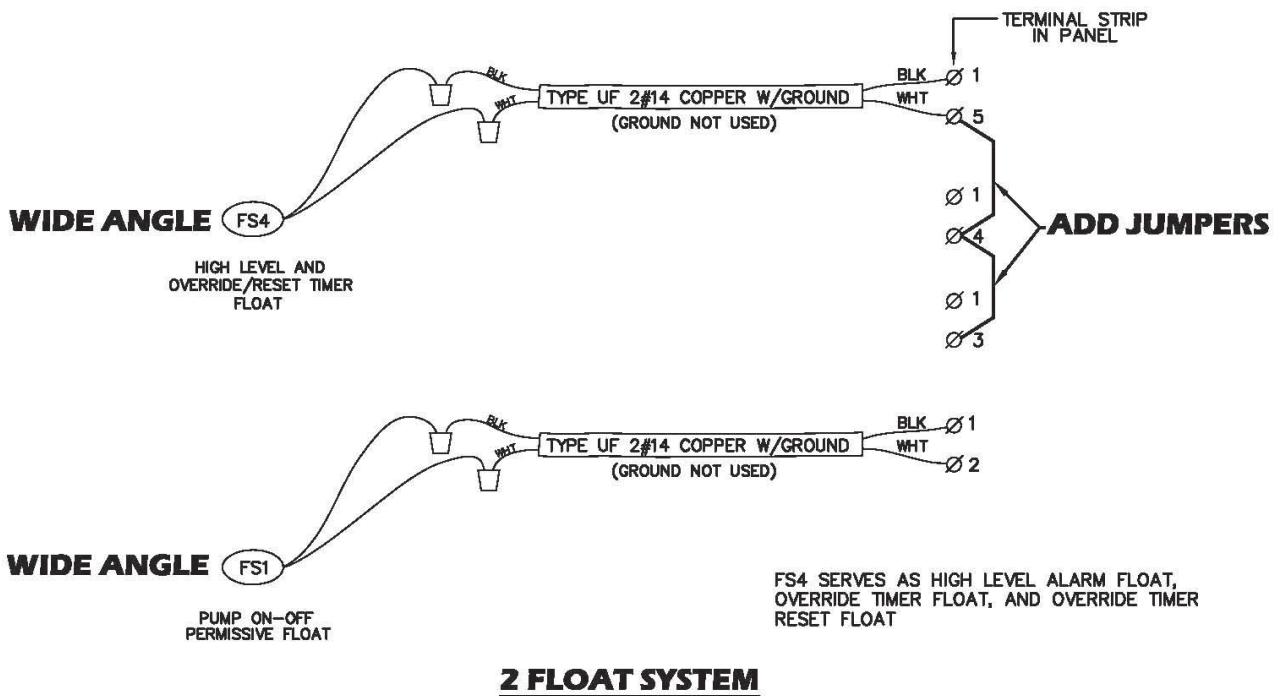 TERMINAL STRIP
IN PANEL
BLK
TYPE UF 2#14 COPPER W/GROUND
BLK
1
WHT
WHT
5
(GROUND NOT USED)
1
WIDE ANGLE
FS4
4
ADD JUMPERS
HIGH LEVEL AND
OVERRIDE/RESET TIMER
FLOAT
1
3
BLK
TYPE UF 2#14 COPPER W/GROUND
BLK
1
WHT
WHT
2
(GROUND NOT USED)
WIDE ANGLE
FS1
PUMP ON-OFF
PERMISSIVE FLOAT
FS4 SERVES AS HIGH LEVEL ALARM FLOAT,
OVERRIDE TIMER FLOAT, AND OVERRIDE TIMER
RESET FLOAT
2 FLOAT SYSTEM